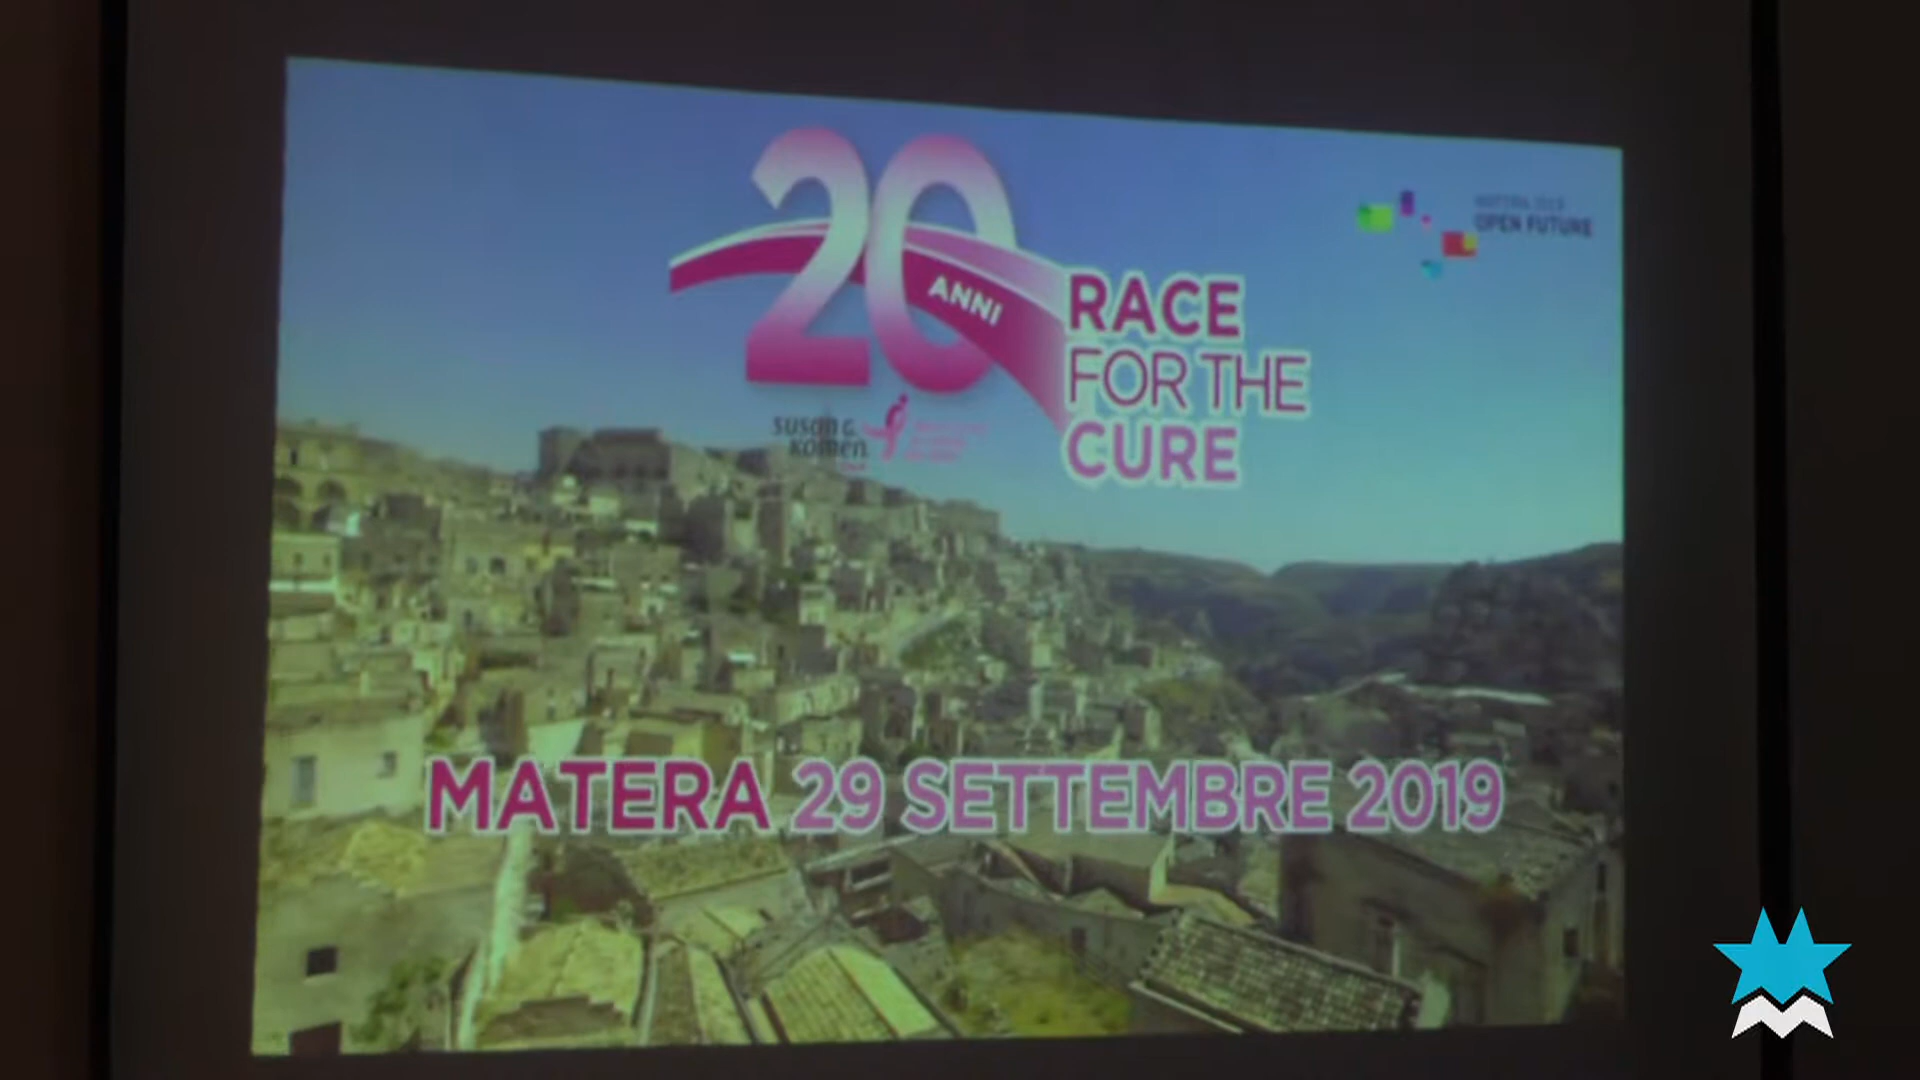 20
ANNI
RACE
FOR THE
CURE
susan G.
komen
OPEN FUTURE
MATERA 29 SETTEMBRE 2019